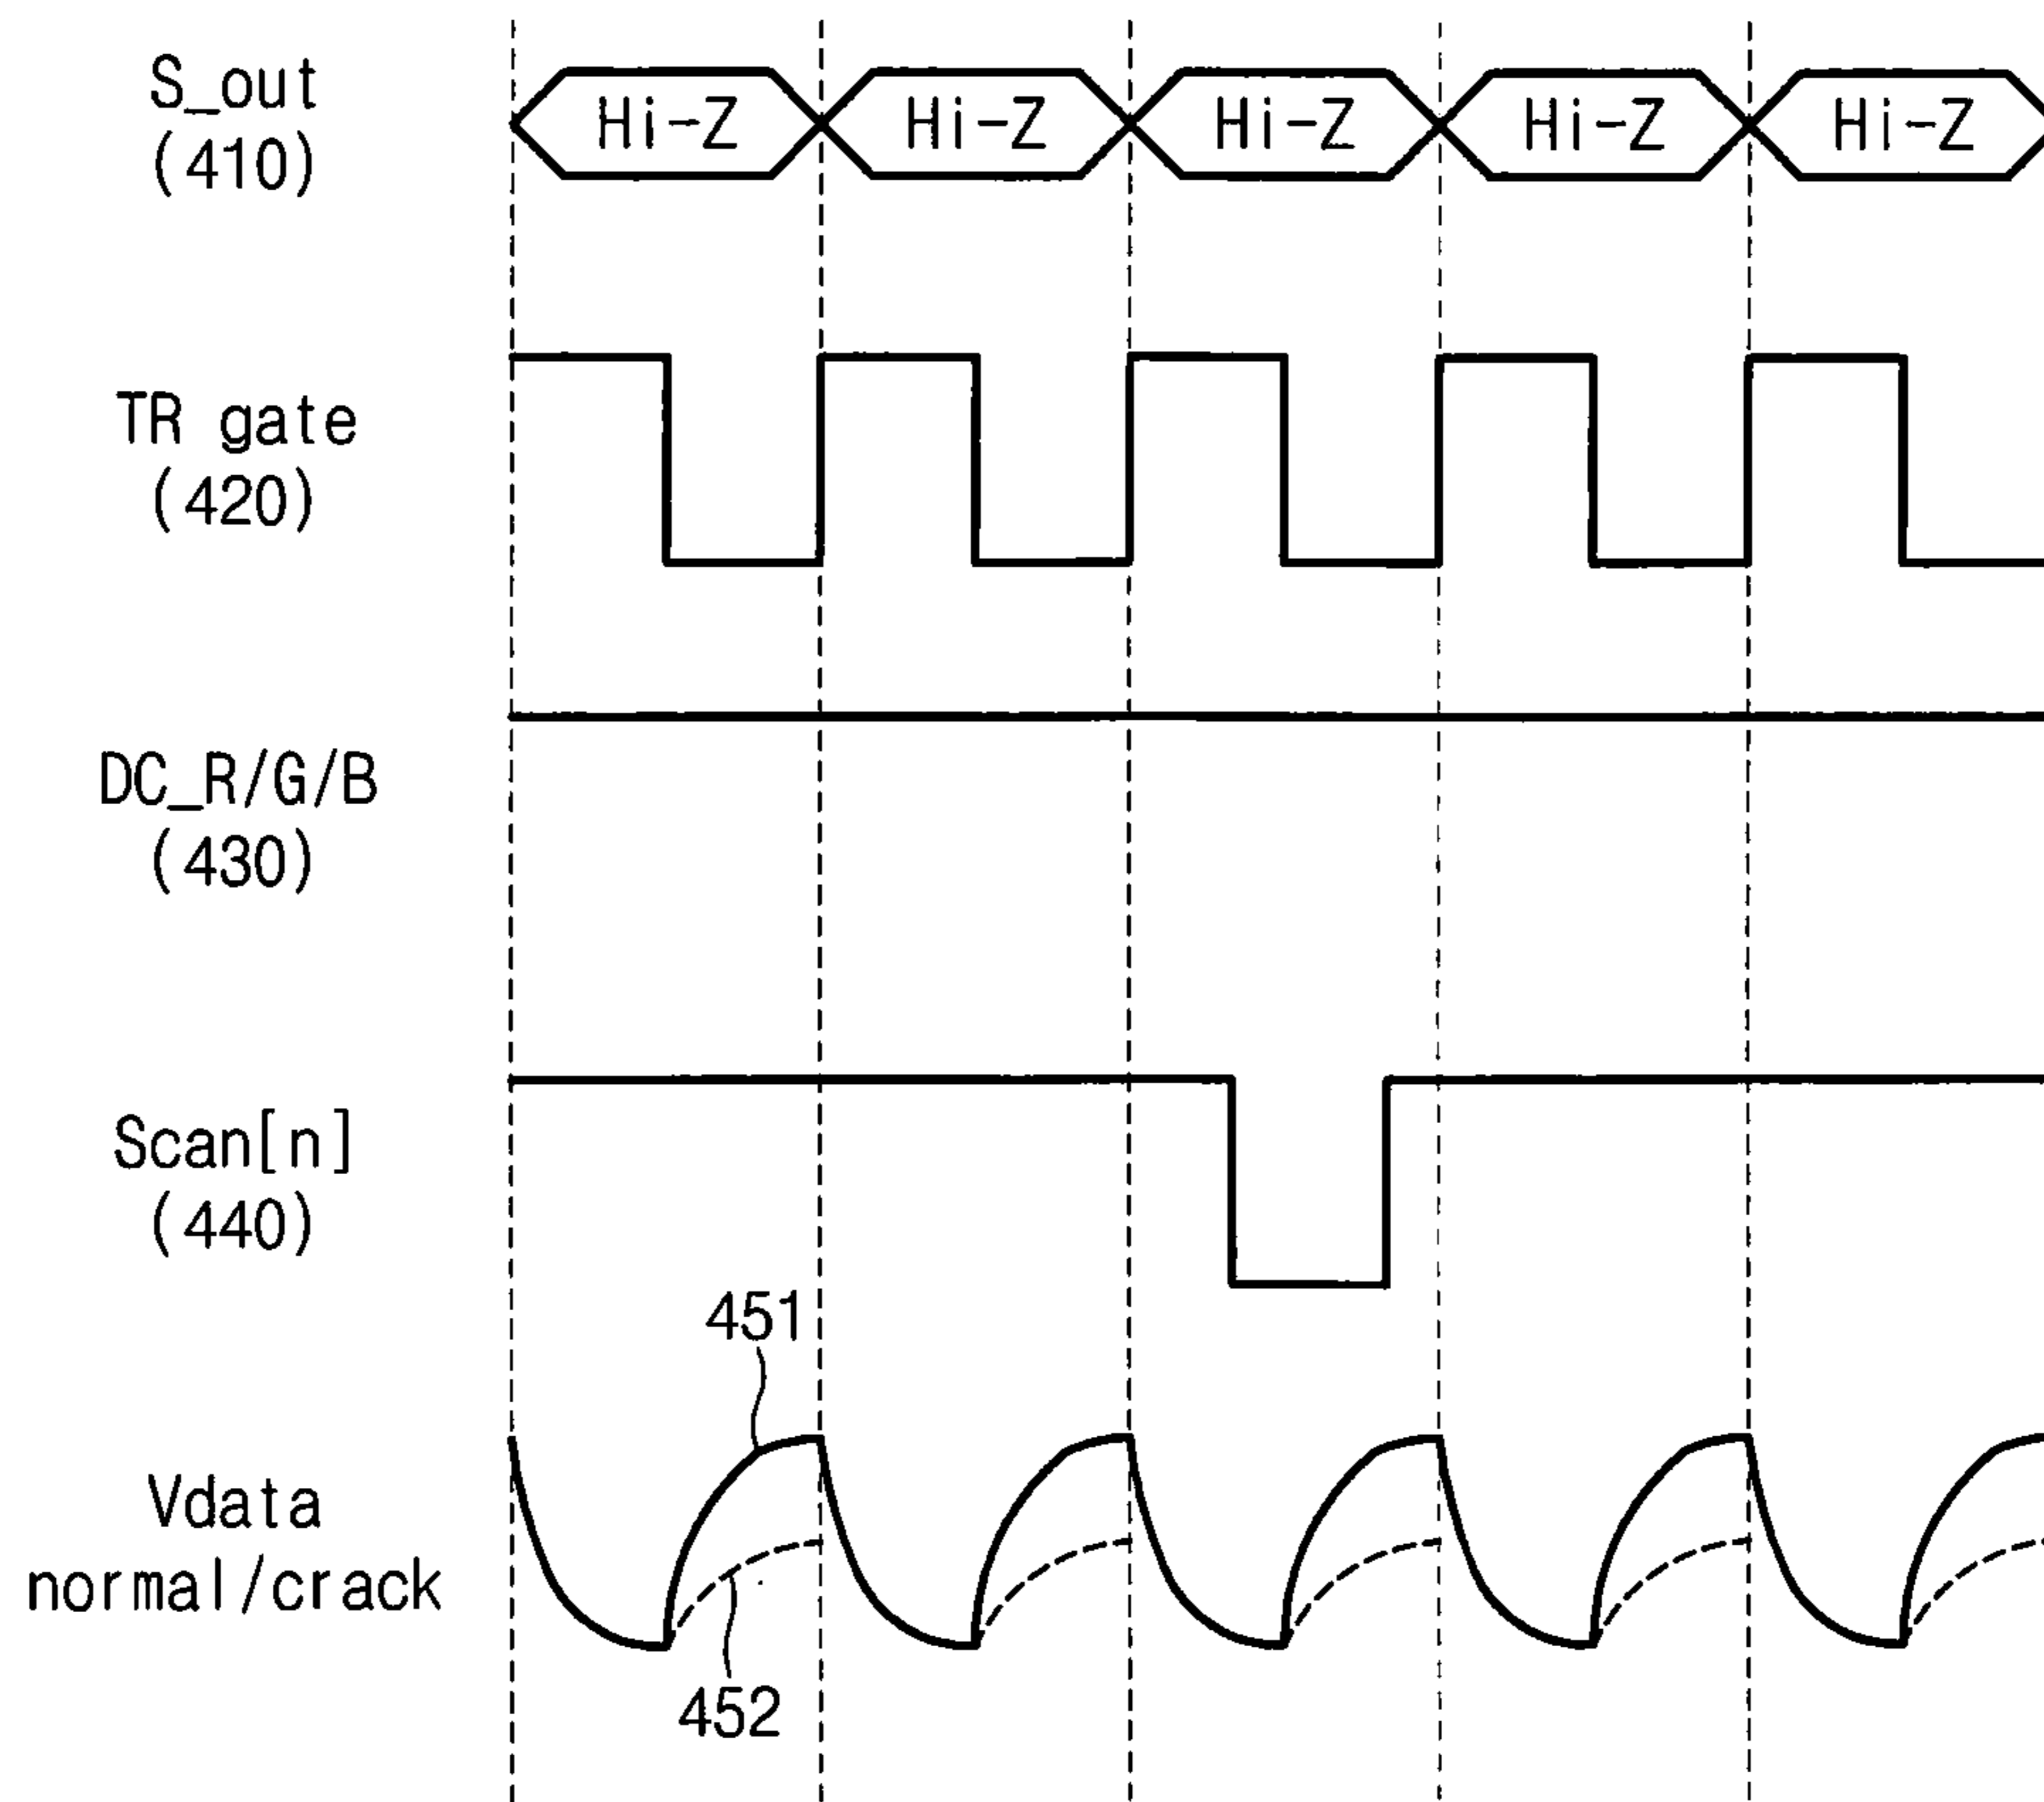 S_out
(410)
Hi-Z Hi-Z Hi-Z Hi-Z Hi-Z
TR gate
(420)
DC_R/G/B
(430)
Scan[n]
(440)
451
Vdata
normal/crack
452